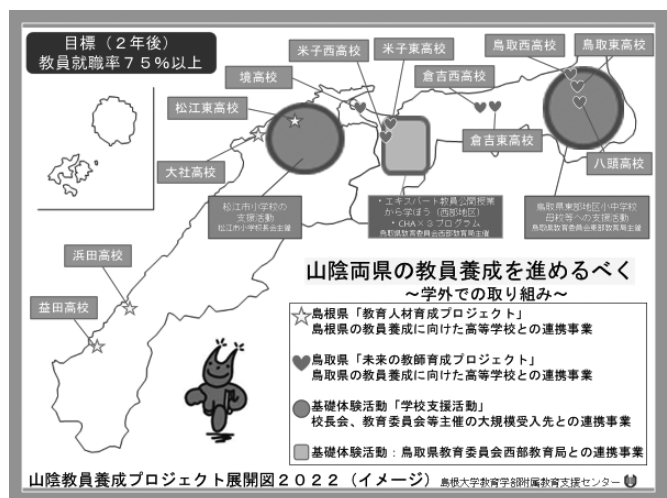 目標（２年後）
教員就職率７５％以上
米子西高校
米子東高校
鳥取西高校
鳥取東高校
境高校
倉吉西高校
松江東高校
大社高校
倉吉東高校
八頭高校
松江市小学校の
支援活動
松江市小学校長会主催
・エキスパート教員公開授業
から学ぼう（西部地区）
・CHA×3プログラム
鳥取県教育委員会西部教育局主催
鳥取県東部地区小中学校
母校等への支援活動
鳥取県教育委員会東部教育局主催
浜田高校
益田高校
山陰両県の教員養成を進めるべく
～学外での取り組み～
島根県「教育人材育成プロジェクト」
島根県の教員養成に向けた高等学校との連携事業
鳥取県「未来の教師育成プロジェクト」
鳥取県の教員養成に向けた高等学校との連携事業
基礎体験活動「学校支援活動」
校長会、教育委員会等主催の大規模受入先との連携事業
基礎体験活動：鳥取県教育委員会西部教育局との連携事業
山陰教員養成プロジェクト展開図２０２２（イメージ）島根大学教育学部附属教育支援センター